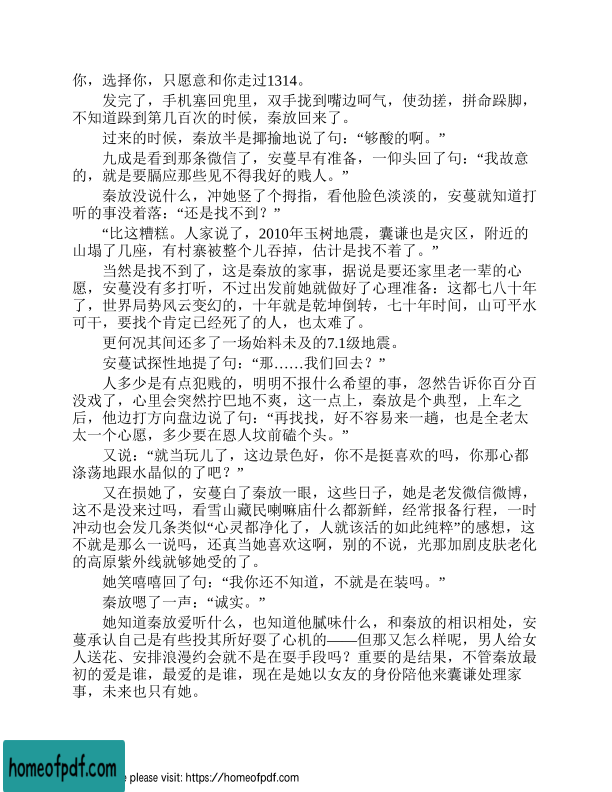 你，选择你，只愿意和你走过1314。
发完了，手机塞回兜里，双手拢到嘴边呵气，使劲搓，拼命跺脚，
不知道跺到第几百次的时候，秦放回来了。
过来的时候，秦放半是揶揄地说了句：“够酸的啊。”
九成是看到那条微信了，安蔓早有准备，一仰头回了句：“我故意
的，就是要膈应那些见不得我好的贱人。”
秦放没说什么，冲她竖了个拇指，看他脸色淡淡的，安蔓就知道打
听的事没着落：“还是找不到？”
“比这糟糕。人家说了，2010年玉树地震，囊谦也是灾区，附近的
山塌了几座，有村寨被整个儿吞掉，估计是找不着了。”
当然是找不到了，这是秦放的家事，据说是要还家里老一辈的心
愿，安蔓没有多打听，不过出发前她就做好了心理准备：这都七八十年
了，世界局势风云变幻的，十年就是乾坤倒转，七十年时间，山可平水
可干，要找个肯定已经死了的人，也太难了。
更何况其间还多了一场始料未及的7.1级地震。
安蔓试探性地提了句：“那……我们回去？”
人多少是有点犯贱的，明明不报什么希望的事，忽然告诉你百分百
没戏了，心里会突然拧巴地不爽，这一点上，秦放是个典型，上车之
后，他边打方向盘边说了句：“再找找，好不容易来一趟，也是全老太
太一个心愿，多少要在恩人坟前磕个头。”
又说：“就当玩儿了，这边景色好，你不是挺喜欢的吗，你那心都
涤荡地跟水晶似的了吧？”
又在损她了，安蔓白了秦放一眼，这些日子，她是老发微信微博，
这不是没来过吗，看雪山藏民喇嘛庙什么都新鲜，经常报备行程，一时
冲动也会发几条类似“心灵都净化了，人就该活的如此纯粹”的感想，这
不就是那么一说吗，还真当她喜欢这啊，别的不说，光那加剧皮肤老化
的高原紫外线就够她受的了。
她笑嘻嘻回了句：“我你还不知道，不就是在装吗。”
秦放嗯了一声：“诚实。”
她知道秦放爱听什么，也知道他腻味什么，和秦放的相识相处，安
蔓承认自己是有些投其所好耍了心机的——但那又怎么样呢，男人给女
人送花、安排浪漫约会就不是在耍手段吗？重要的是结果，不管秦放最
初的爱是谁，最爱的是谁，现在是她以女友的身份陪他来囊谦处理家
事，未来也只有她。
homeofpdf.com
please visit: https://homeofpdf.com